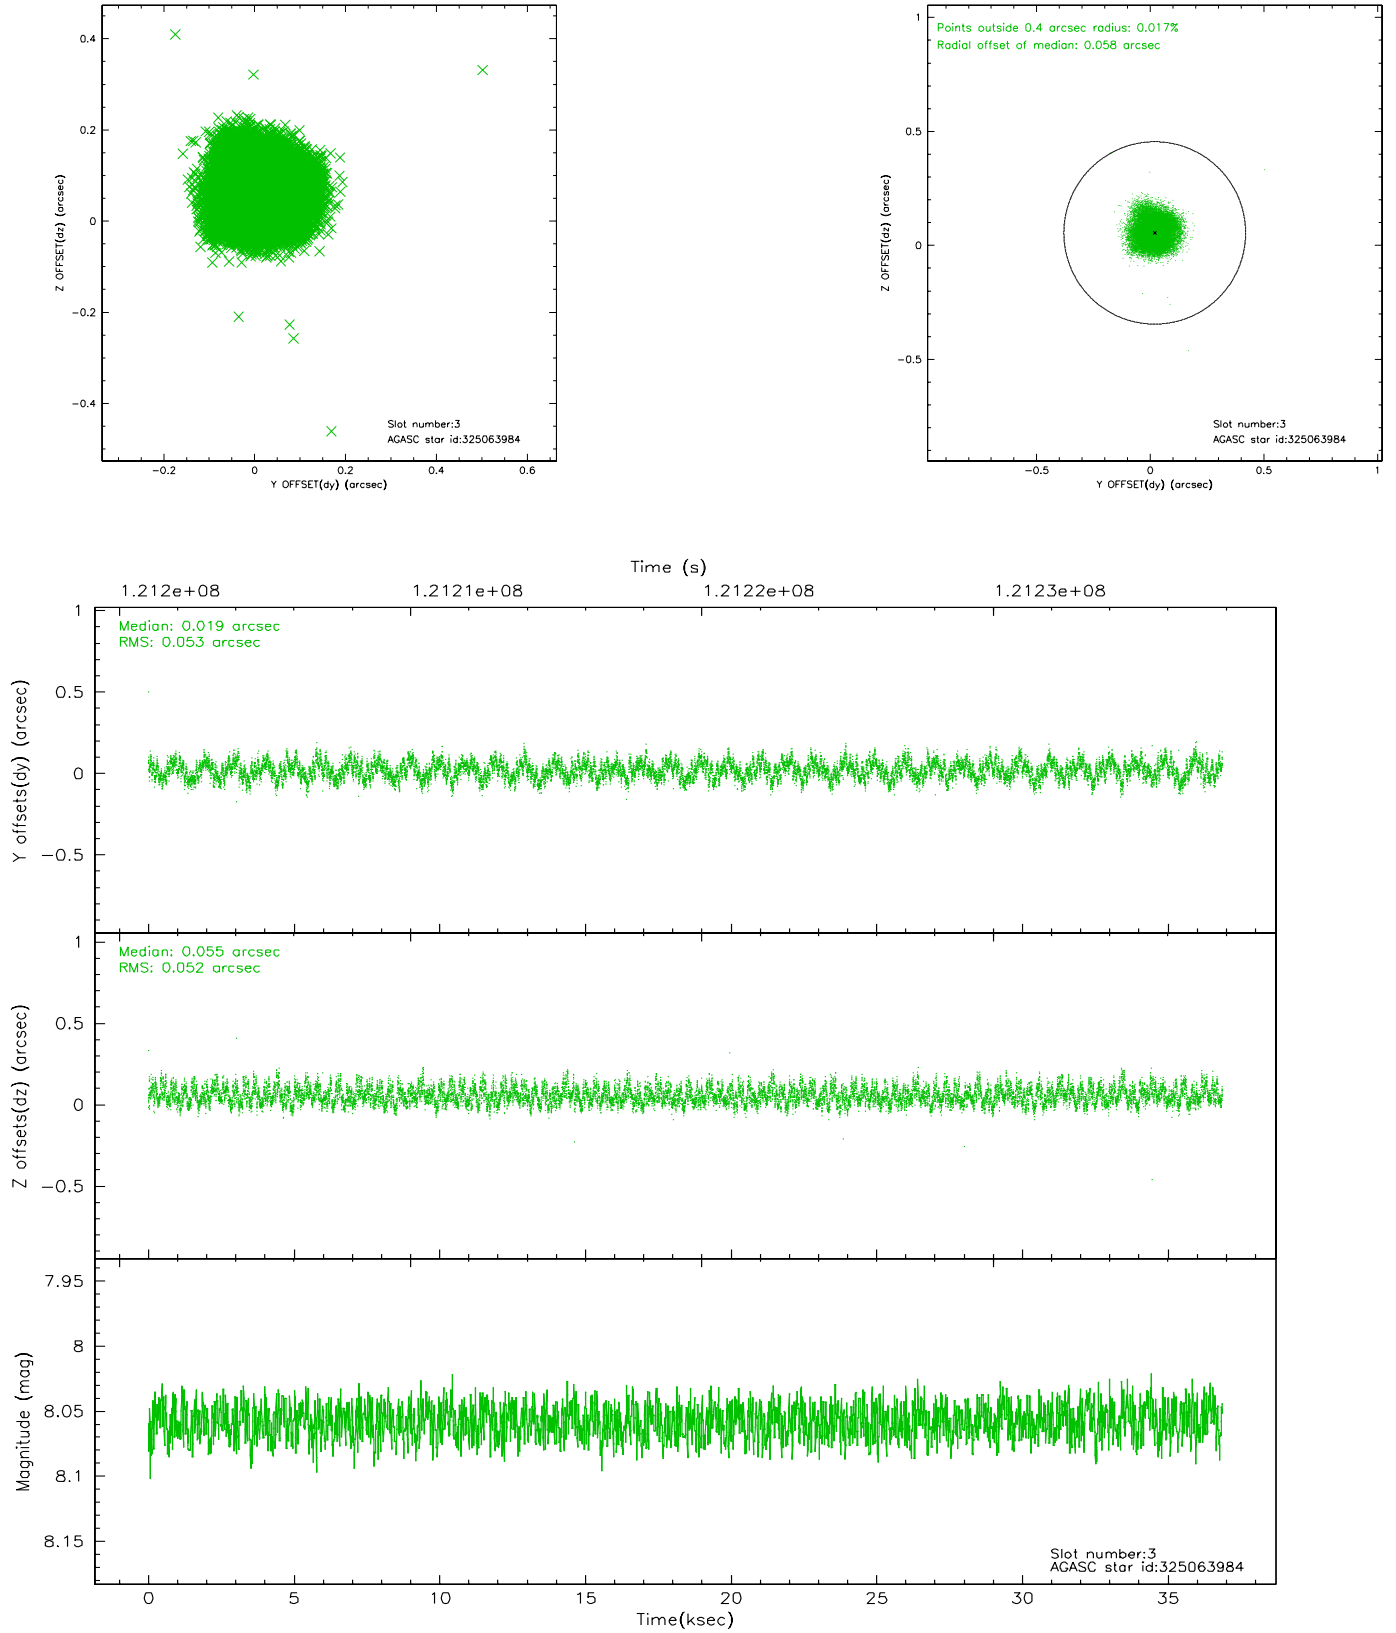 0.4
0.2
0
−0.2
−0.4
Z OFFSET(dz) (arcsec)
Slot number:3
AGASC star id:325063984
−0.2 0 0.2 0.4 0.6
Y OFFSET(dy) (arcsec)
Points outside 0.4 arcsec radius: 0.017%
Radial offset of median: 0.058 arcsec
1
0.5
0
−0.5
Z OFFSET(dz) (arcsec)
Slot number:3
AGASC star id:325063984
−0.5 0 0.5 1
Y OFFSET(dy) (arcsec)
Time (s)
1.212e+08 1.2121e+08 1.2122e+08 1.2123e+08
Median: 0.019 arcsec
RMS: 0.053 arcsec
1
0.5
0
−0.5
Y offsets(dy) (arcsec)
Median: 0.055 arcsec
RMS: 0.052 arcsec
1
0.5
0
−0.5
Z offsets(dz) (arcsec)
7.95
8
8.05
8.1
8.15
Magnitude (mag)
Slot number:3
AGASC star id:325063984
0 5 10 15 20 25 30 35
Time(ksec)